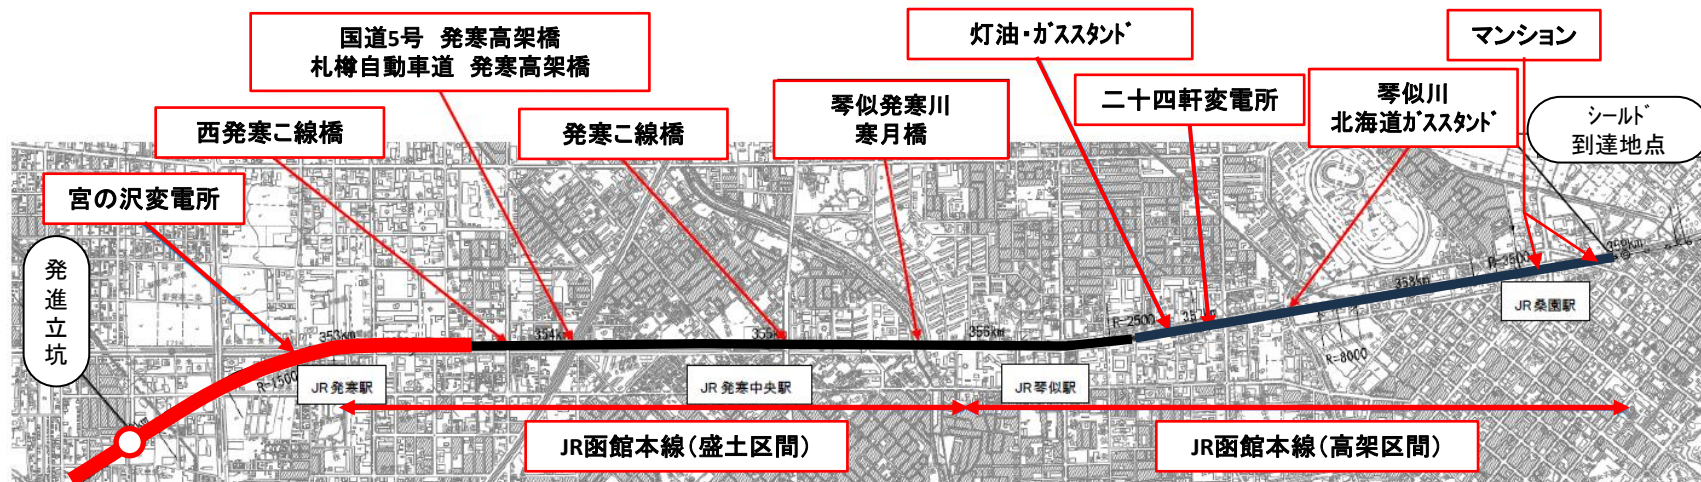 国道5号　発寒高架橋
札樽自動車道　発寒高架橋
灯油・ガススタンド
マンション
西発寒こ線橋
発寒こ線橋
琴似発寒川
寒月橋
二十四軒変電所
琴似川
北海道ガススタンド
シールド
到達地点
宮の沢変電所
発進立坑
353km
354k
356km
358km
R=1500
R=2500
R=8000
R=3500
JR発寒駅
JR発寒中央駅
JR琴似駅
JR桑園駅
JR函館本線（盛土区間）
JR函館本線（高架区間）